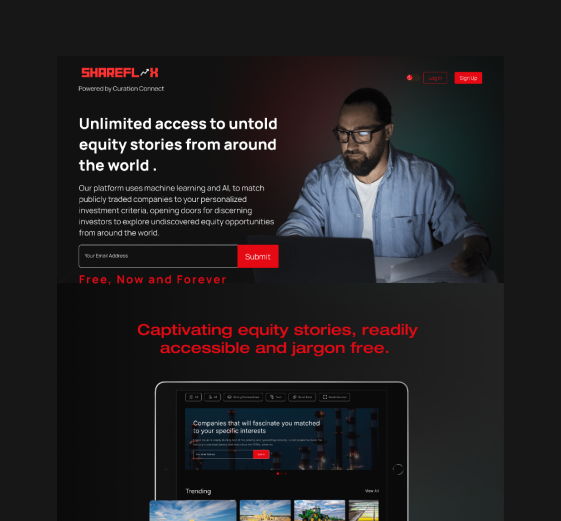 SHAREFLIX
Powered by Curation Connect
Login
Sign Up
Unlimited access to untold
equity stories from around
the world .
Our platform uses machine learning and AI, to match
publicly traded companies to your personalized
investment criteria, opening doors for discerning
investors to explore undiscovered equity opportunities
from around the world.
Your Email Address
Submit
Free, Now and Forever
Captivating equity stories, readily
accessible and jargon free.
All
Companies that will fascinate you matched
to your specific interests
Trending
View All